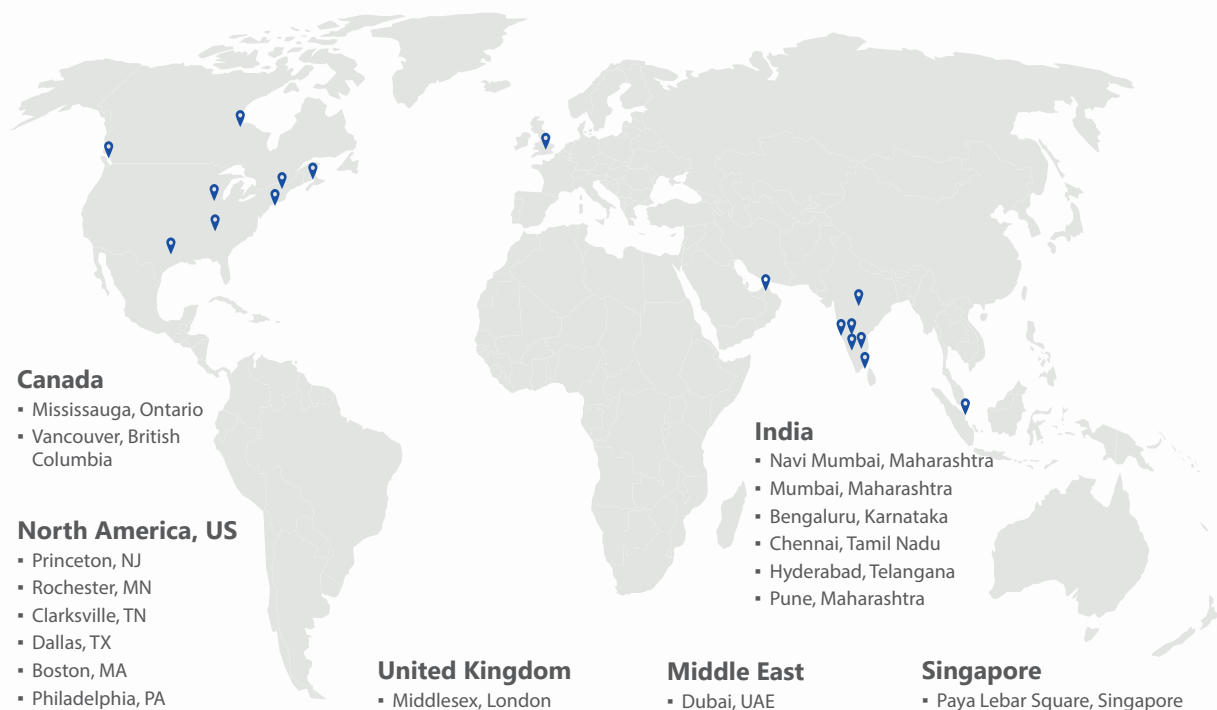 Canada
▪ Mississauga, Ontario
▪ Vancouver, British
Columbia
North America, US
▪ Princeton, NJ
▪ Rochester, MN
▪ Clarksville, TN
▪ Dallas, TX
▪ Boston, MA
▪ Philadelphia, PA
United Kingdom
▪ Middlesex, London
Middle East
▪ Dubai, UAE
India
▪ Navi Mumbai, Maharashtra
▪ Mumbai, Maharashtra
▪ Bengaluru, Karnataka
▪ Chennai, Tamil Nadu
▪ Hyderabad, Telangana
▪ Pune, Maharashtra
Singapore
▪ Paya Lebar Square, Singapore